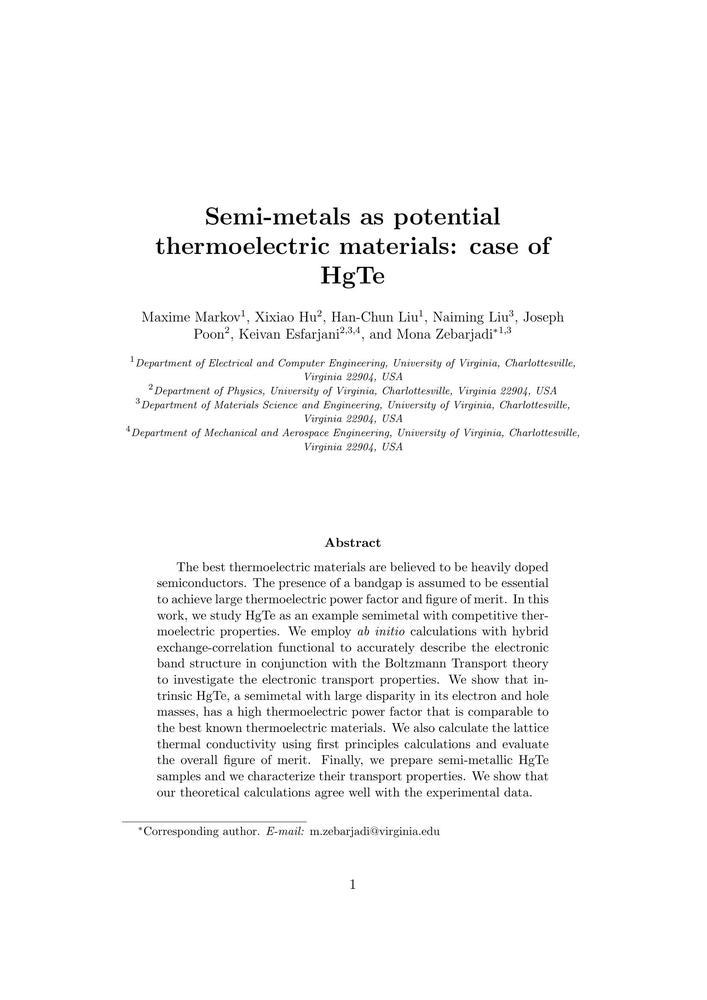 Semi-metals as potential
thermoelectric materials: case of
HgTe
Maxime Markov1, Xixiao Hu2, Han-Chun Liu1, Naiming Liu3, Joseph
Poon2, Keivan Esfarjani2,3,4, and Mona Zebarjadi∗1,3
1Department of Electrical and Computer Engineering, University of Virginia, Charlottesville,
Virginia 22904, USA
2Department of Physics, University of Virginia, Charlottesville, Virginia 22904, USA
3Department of Materials Science and Engineering, University of Virginia, Charlottesville,
Virginia 22904, USA
4Department of Mechanical and Aerospace Engineering, University of Virginia, Charlottesville,
Virginia 22904, USA
Abstract
The best thermoelectric materials are believed to be heavily doped
semiconductors. The presence of a bandgap is assumed to be essential
to achieve large thermoelectric power factor and figure of merit. In this
work, we study HgTe as an example semimetal with competitive ther-
moelectric properties. We employ ab initio calculations with hybrid
exchange-correlation functional to accurately describe the electronic
band structure in conjunction with the Boltzmann Transport theory
to investigate the electronic transport properties. We show that in-
trinsic HgTe, a semimetal with large disparity in its electron and hole
masses, has a high thermoelectric power factor that is comparable to
the best known thermoelectric materials. We also calculate the lattice
thermal conductivity using first principles calculations and evaluate
the overall figure of merit. Finally, we prepare semi-metallic HgTe
samples and we characterize their transport properties. We show that
our theoretical calculations agree well with the experimental data.
∗Corresponding author. E-mail: m.zebarjadi@virginia.edu
1